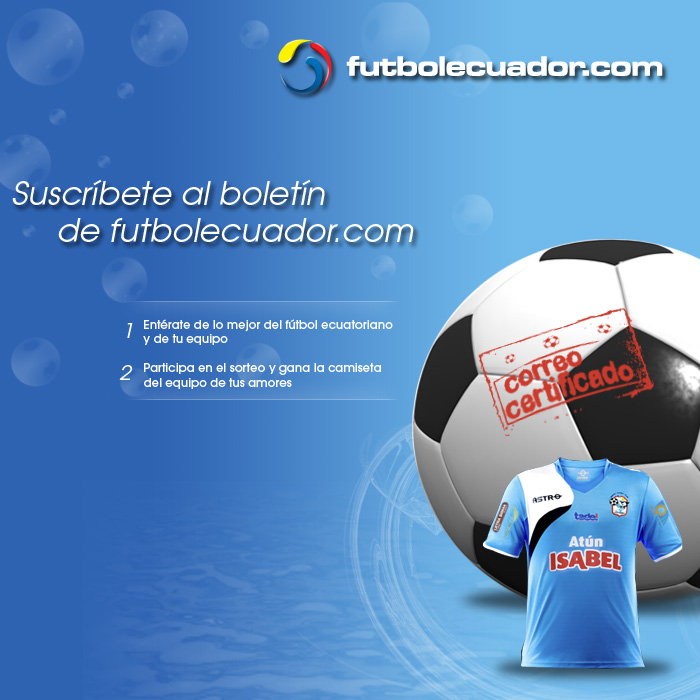 futbolecuador.com
Suscríbete al boletín
de futbolecuador.com
1 Entérate de lo mejor del fútbol ecuatoriano
y de tu equipo
2 Participa en el sorteo y gana la camiseta
del equipo de tus amores
correo
certificado
ASTRO
Atún
ISABEL